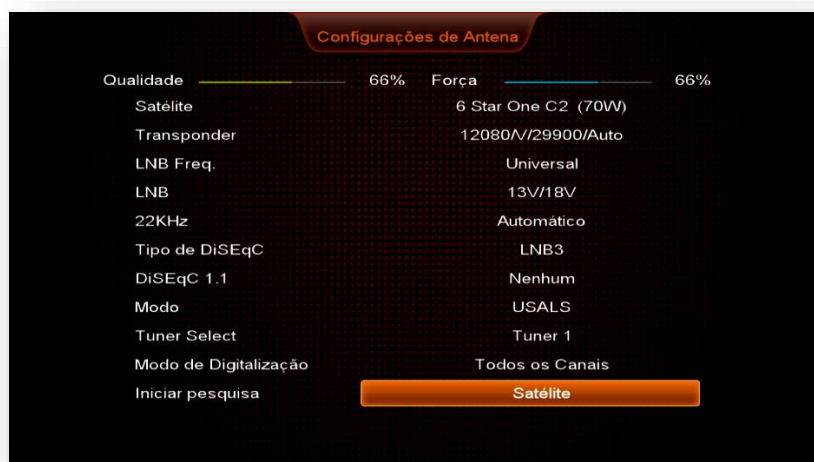 Configurações de Antena
Qualidade 66% Força 66%
Satélite 6 Star One C2 (70W)
Transponder 12080/V/29900/Auto
LNB Freq. Universal
LNB 13V/18V
22KHz Automático
Tipo de DiSEqC LNB3
DiSEqC 1.1 Nenhum
Modo USALS
Tuner Select Tuner 1
Modo de Digitalização Todos os Canais
Iniciar pesquisa Satélite